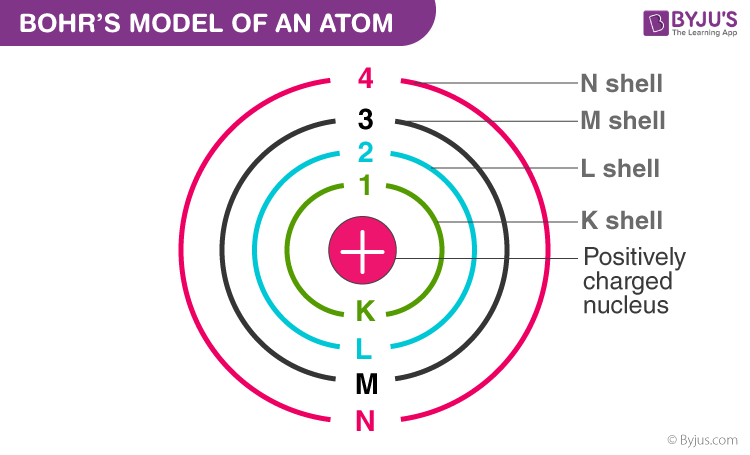 BOHR'S MODEL OF AN ATOM
BYJU'S
The Learning App
4
3
2
1
N shell
M shell
L shell
K shell
Positively
charged
nucleus
+
K
L
M
N
© Byjus.com